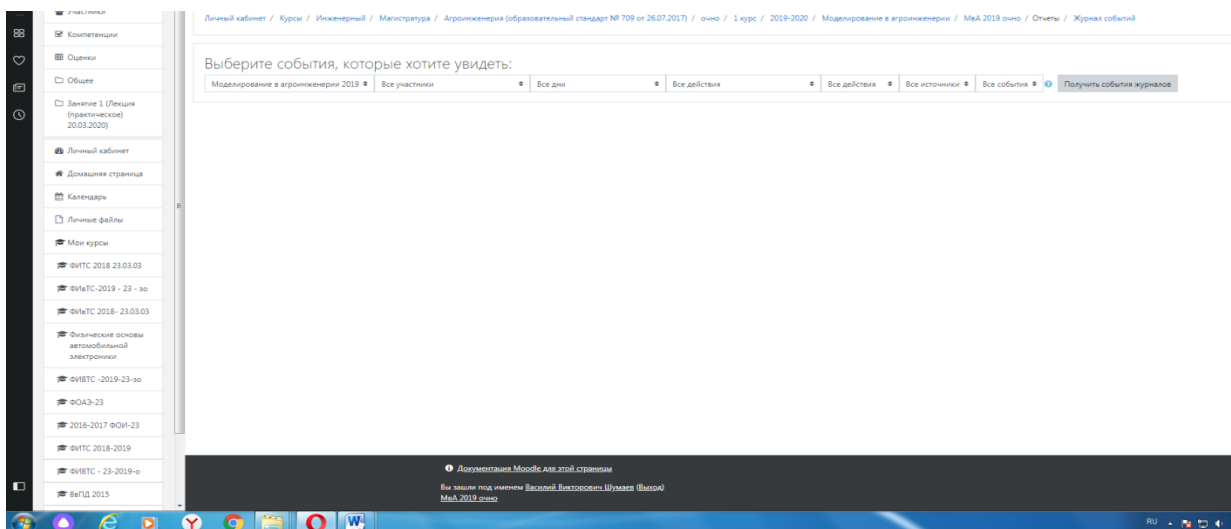 Участники
Компетенции
Оценки
Общее
Занятие 1 (Лекция
(практическое)
20.03.2020)
Личный кабинет
Домашняя страница
Календарь
Личные файлы
Мои курсы
ФИТС 2018 23.03.03
ФИвТС-2019 - 23 - зо
ФИвТС 2018- 23.03.03
Физические основы
автомобильной
электроники
ФИВТС -2019-23-зо
ФОАЭ-23
2016-2017 ФОИ-23
ФИТС 2018-2019
ФИВТС - 23-2019-о
ВвПД 2015
Личный кабинет / Курсы / Инженерный / Магистратура / Агроинженерия (образовательный стандарт № 709 от 26.07.2017) / очно / 1 курс / 2019-2020 / Моделирование в агроинженерии / МвА 2019 очно / Отчеты / Журнал событий
Выберите события, которые хотите увидеть:
Моделирование в агроинженерии 2019 Все участники Все дни Все действия Все действия Все источники Все события Получить события журналов
Документация Moodle для этой страницы
Вы зашли под именем Василий Викторович Шумаев (Выход)
МвА 2019 очно
RU